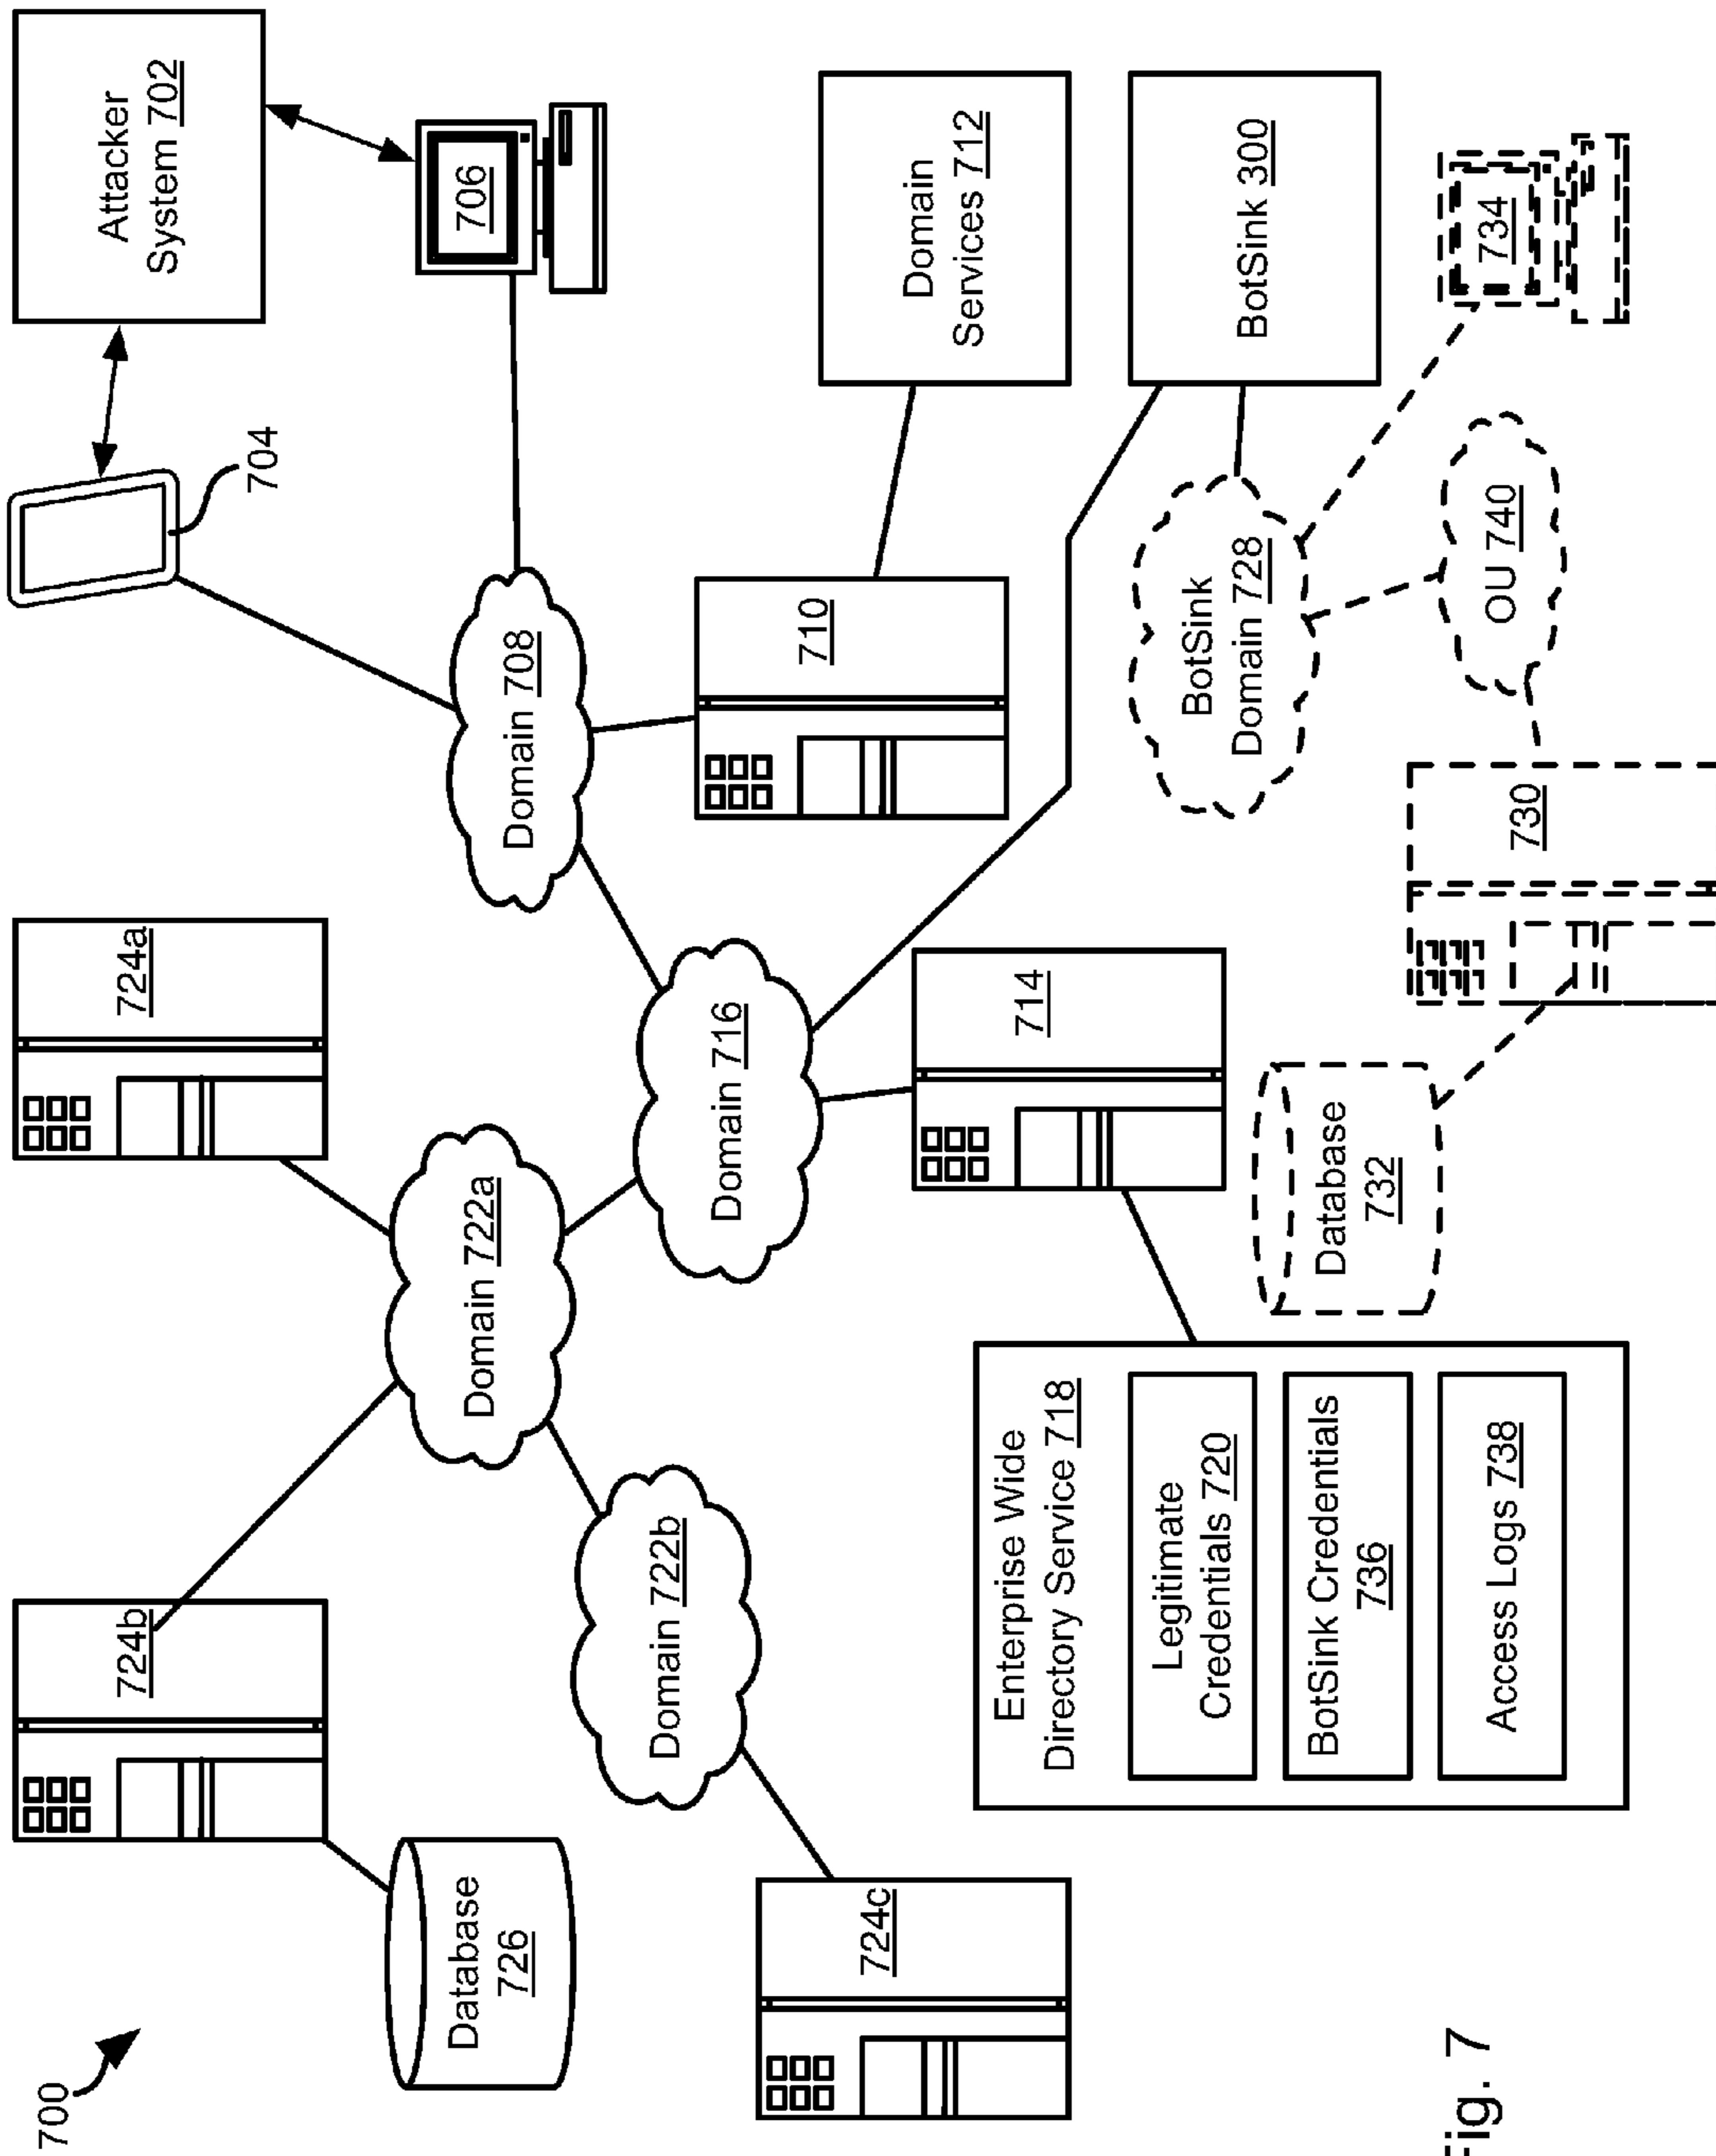 700
724b
724a
704
Attacker
System 702
706
Database
726
Domain 722a
Domain 708
Domain 722b
Domain 716
710
Domain
Services 712
724c
714
Enterprise Wide
Directory Service 718
Legitimate
Credentials 720
BotSink Credentials
736
Access Logs 738
Database
732
BotSink
Domain 728
BotSink 300
730
OU 740
734
Fig. 7